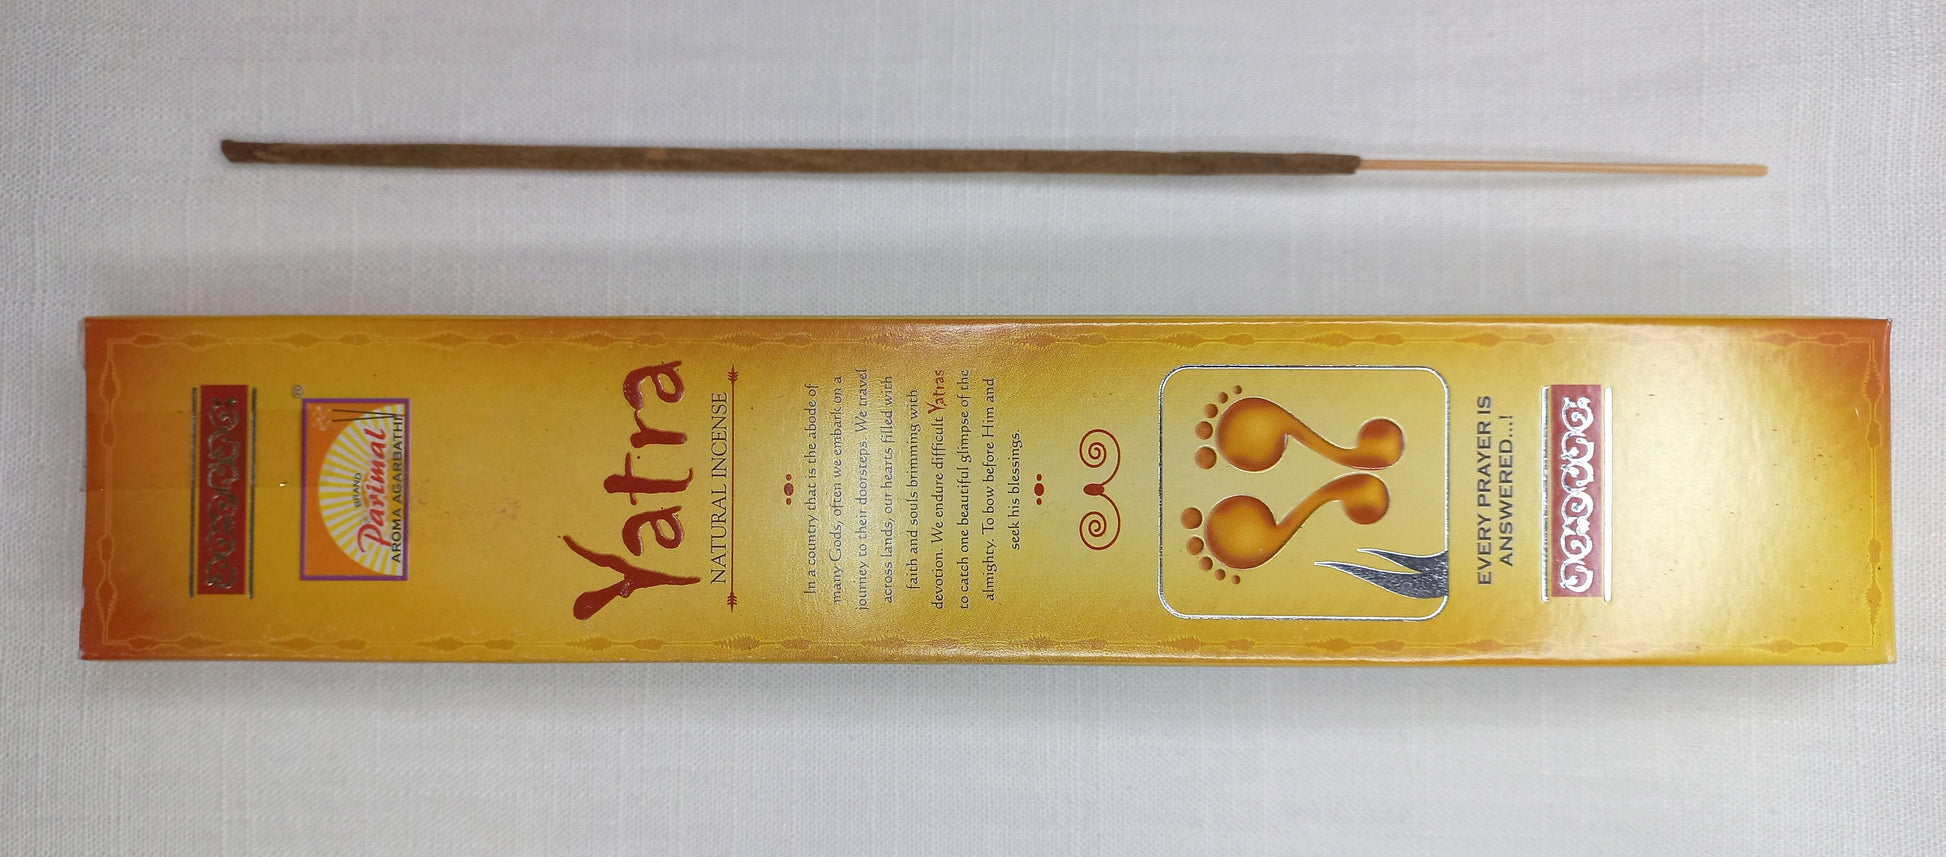 ®
BRAND
Parimal
AROMA AGARBATHI
Yatra
NATURAL INCENSE
In a country that is the abode of
many Gods, often we embark on a
journey to their doorsteps. We travel
across lands, our hearts filled with
faith and souls brimming with
devotion. We endure difficult Yatras
to catch one beautiful glimpse of the
almighty. To bow before Him and
seek his blessings.
EVERY PRAYER IS
ANSWERED...!